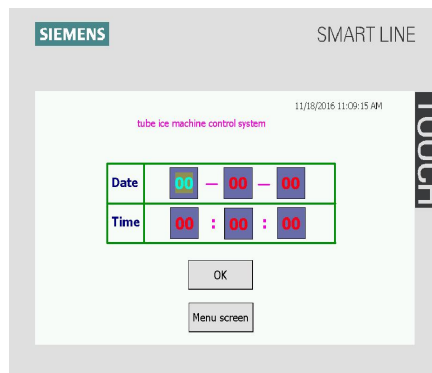 SIEMENS
SMART LINE
TOUCH
11/18/2016 11:09:15 AM
tube ice machine control system
Date 00 – 00 – 00
Time 00 : 00 : 00
OK
Menu screen